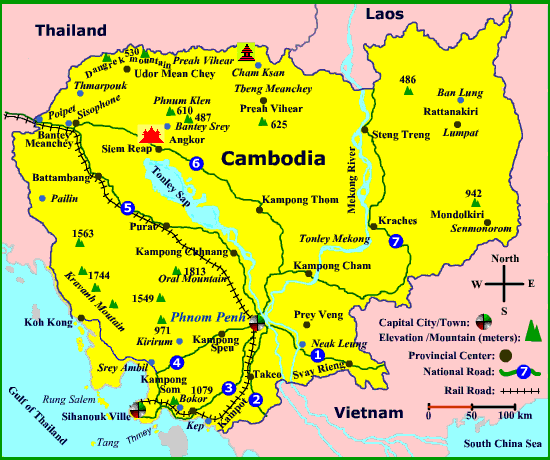 Laos
Thailand
Dangrek mountain
530
Preah Vihear
Cham Ksan
Udor Mean Chey
Thmarpouk
Tbeng Meanchey
Preah Vihear
625
Phnum Klen
610
487
Bantey Srey
Angkor
Siem Reap
486
Ban Lung
Rattanakiri
Lumpat
Poipet
Sisophone
Bantey
Meanchey
Steng Treng
Cambodia
6
Mekong River
Tonley Sap
Battambang
Pailin
5
Kampong Thom
942
Mondolkiri
Senmonorom
Kraches
7
Tonley Mekong
Pursat
1563
Kampong Chhnang
Kampong Cham
1813
Oral Mountain
1744
Kravanh Moutain
1549
971
Koh Kong
Phnom Penh
Prey Veng
Neak Leung
1
Svay Rieng
Kirirum
Kampong
Speu
4
Srey Ambil
Kampong
Som
Takeo
3
2
1079
Bokor
Kampot
Kep
Rung Salem
Sihanouk Ville
Gulf of Thailand
Tang
Thmey
Vietnam
North
W
E
S
Capital City/Town:
Elevation /Mountain (meters):
Provincial Center:
National Road:
7
Rail Road:
0
50
100 km
South China Sea